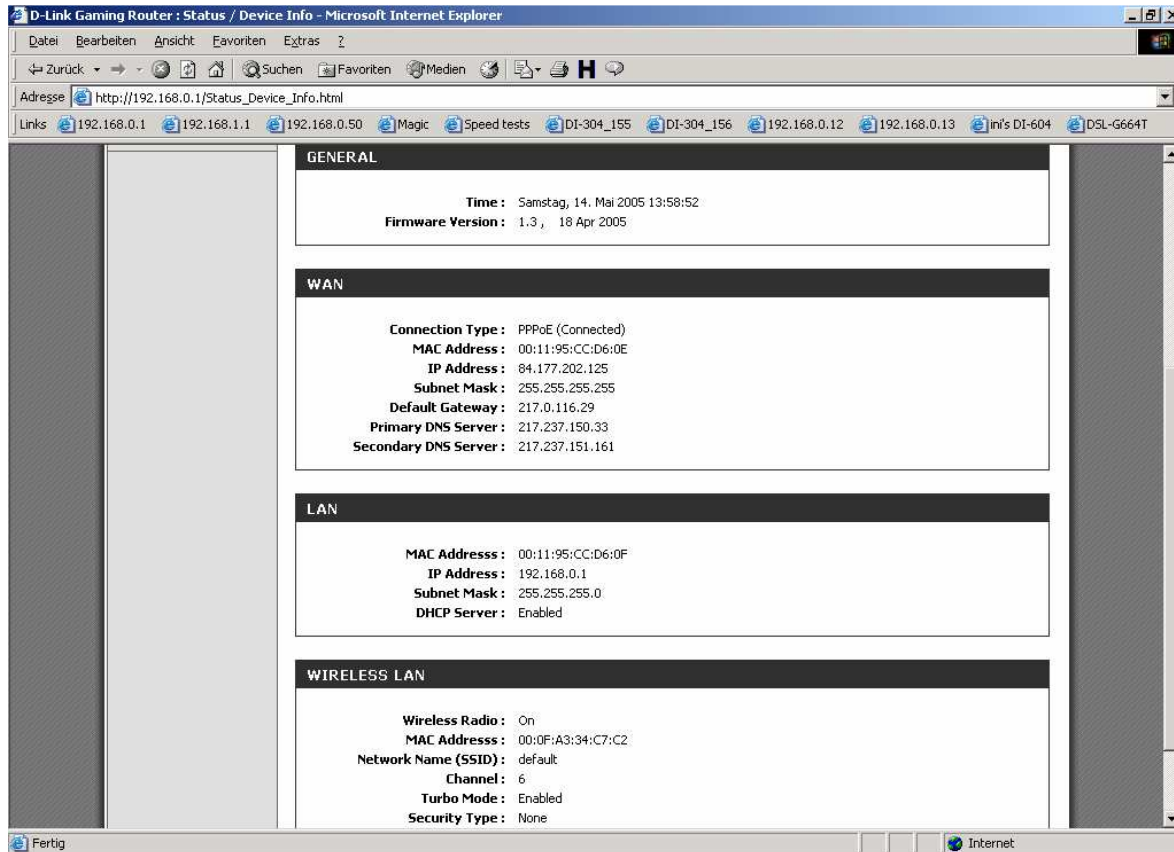 D-Link Gaming Router : Status / Device Info - Microsoft Internet Explorer
Datei Bearbeiten Ansicht Favoriten Extras ?
Zurück Suchen Favoriten Medien H
Adresse http://192.168.0.1/Status_Device_Info.html
Links 192.168.0.1 192.168.1.1 192.168.0.50 Magic Speed tests DI-304_155 DI-304_156 192.168.0.12 192.168.0.13 ini's DI-604 DSL-G664T
GENERAL
Time : Samstag, 14. Mai 2005 13:58:52
Firmware Version : 1.3 , 18 Apr 2005
WAN
Connection Type : PPPoE (Connected)
MAC Address : 00:11:95:CC:D6:0E
IP Address : 84.177.202.125
Subnet Mask : 255.255.255.255
Default Gateway : 217.0.116.29
Primary DNS Server : 217.237.150.33
Secondary DNS Server : 217.237.151.161
LAN
MAC Addresss : 00:11:95:CC:D6:0F
IP Address : 192.168.0.1
Subnet Mask : 255.255.255.0
DHCP Server : Enabled
WIRELESS LAN
Wireless Radio : On
MAC Addresss : 00:0F:A3:34:C7:C2
Network Name (SSID) : default
Channel : 6
Turbo Mode : Enabled
Security Type : None
Fertig Internet